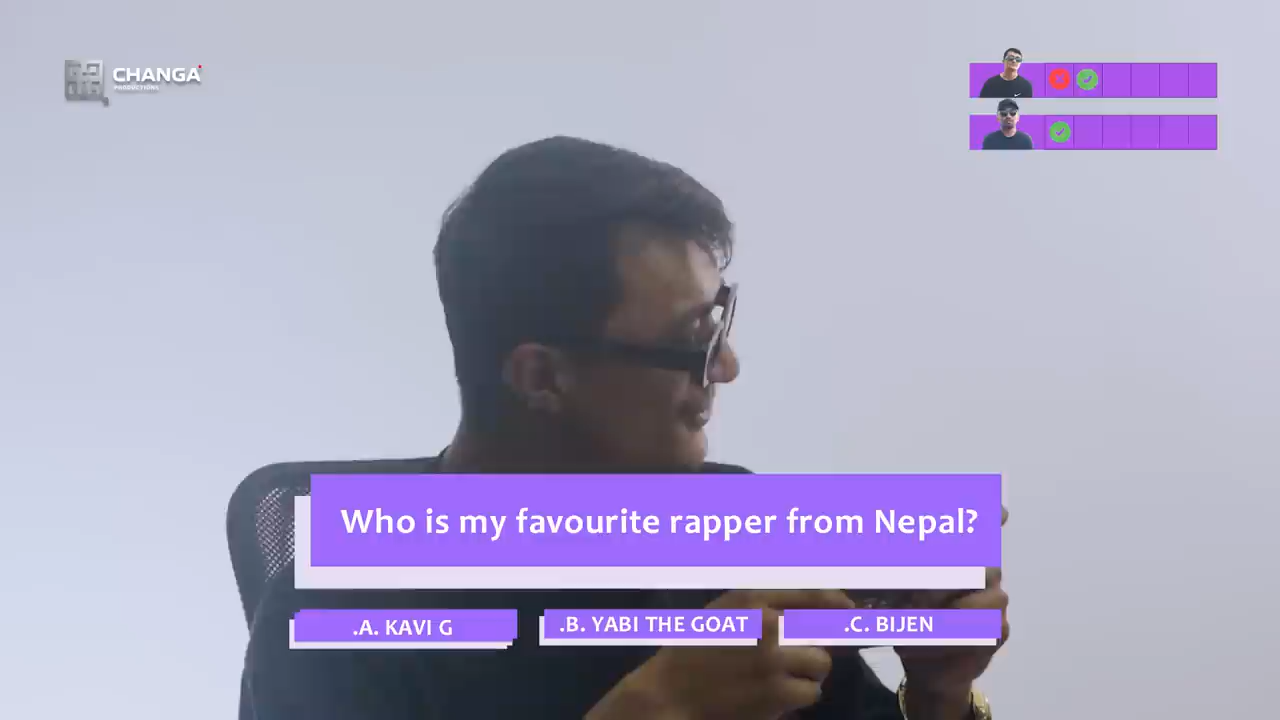 CHANGA
PRODUCTIONS
Who is my favourite rapper from Nepal?
.A. KAVI G
.B. YABI THE GOAT
.C. BIJEN